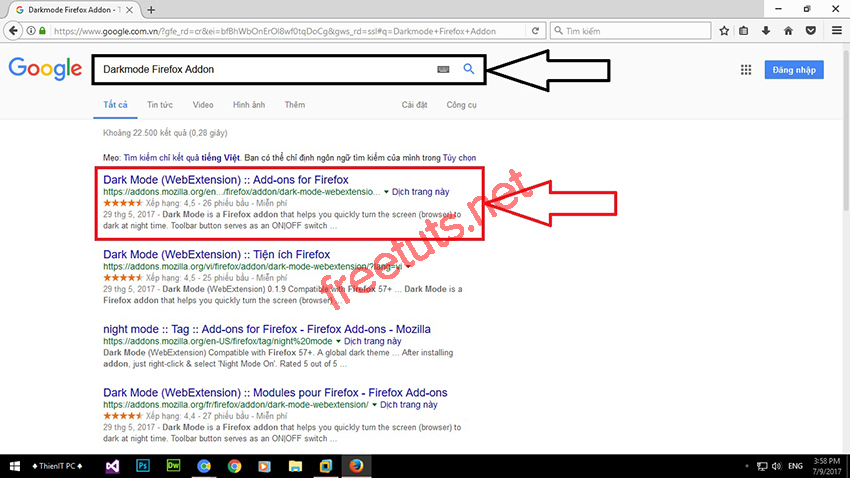 Darkmode Firefox Addon - T
https://www.google.com.vn/?gfe_rd=cr&ei=bfBhWbOnErOl8wf0tqDoCg&gws_rd=ssl#q=Darkmode+Firefox+Addon
Tìm kiếm
Google
Darkmode Firefox Addon
Đăng nhập
Tất cả Tin tức Video Hình ảnh Thêm Cài đặt Công cụ
Khoảng 22.500 kết quả (0,28 giây)
Mẹo: Tìm kiếm chỉ kết quả tiếng Việt. Bạn có thể chỉ định ngôn ngữ tìm kiếm của mình trong Tùy chọn
Dark Mode (WebExtension) :: Add-ons for Firefox
https://addons.mozilla.org/en.../firefox/addon/dark-mode-webextensio... Dịch trang này
Xếp hạng: 4,5 - 26 phiếu bầu - Miễn phí
29 thg 5, 2017 - Dark Mode is a Firefox addon that helps you quickly turn the screen (browser) to
dark at night time. Toolbar button serves as an ON|OFF switch ...
Dark Mode (WebExtension) :: Tiện ích Firefox
https://addons.mozilla.org/vi/firefox/addon/dark-mode-webextension/?lang=vi
Xếp hạng: 4,5 - 25 phiếu bầu - Miễn phí
29 thg 5, 2017 - Dark Mode (WebExtension) 0.1.9 Compatible with Firefox 57+ ... Dark Mode is a
Firefox addon that helps you quickly turn the screen (browser) ...
night mode :: Tag :: Add-ons for Firefox - Firefox Add-ons - Mozilla
https://addons.mozilla.org/en-US/firefox/tag/night%20mode Dịch trang này
Dark Mode (WebExtension) Compatible with Firefox 57+. A global dark theme ... After installing
addon, just right-click & select 'Night Mode On'. Rated 5 out of 5 ...
Dark Mode (WebExtension) :: Modules pour Firefox - Firefox Add-ons
https://addons.mozilla.org/fr/firefox/addon/dark-mode-webextension/ Dịch trang này
Xếp hạng: 4,4 - 27 phiếu bầu - Miễn phí
29 thg 5, 2017 - Dark Mode is a Firefox addon that helps you quickly turn the screen (browser) to
dark at night time. Toolbar button serves as an ON|OFF switch ...
freetuts.net
♦ ThienIT PC ♦ Ps Dw ENG 3:58 PM
7/9/2017